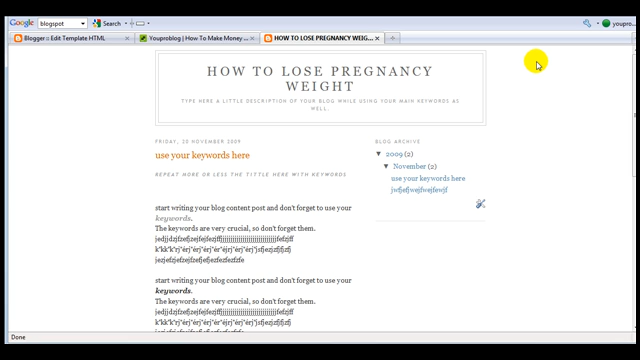 Google blogspot Search youpro
Blogger :: Edit Template HTML Youproblog | How To Make Money ... HOW TO LOSE PREGNANCY WEIG...
HOW TO LOSE PREGNANCY
WEIGHT
TYPE HERE A LITTLE DESCRIPTION OF YOUR BLOG WHILE USING YOUR MAIN KEYWORDS AS
WELL.
FRIDAY, 20 NOVEMBER 2009
use your keywords here
REPEAT MORE OR LESS THE TITTLE HERE WITH KEYWORDS
start writing your blog content post and don't forget to use your
keywords.
The keywords are very crucial, so don't forget them.
start writing your blog content post and don't forget to use your
keywords.
The keywords are very crucial, so don't forget them.
BLOG ARCHIVE
▼ 2009 (2)
▼ November (2)
use your keywords here
Done